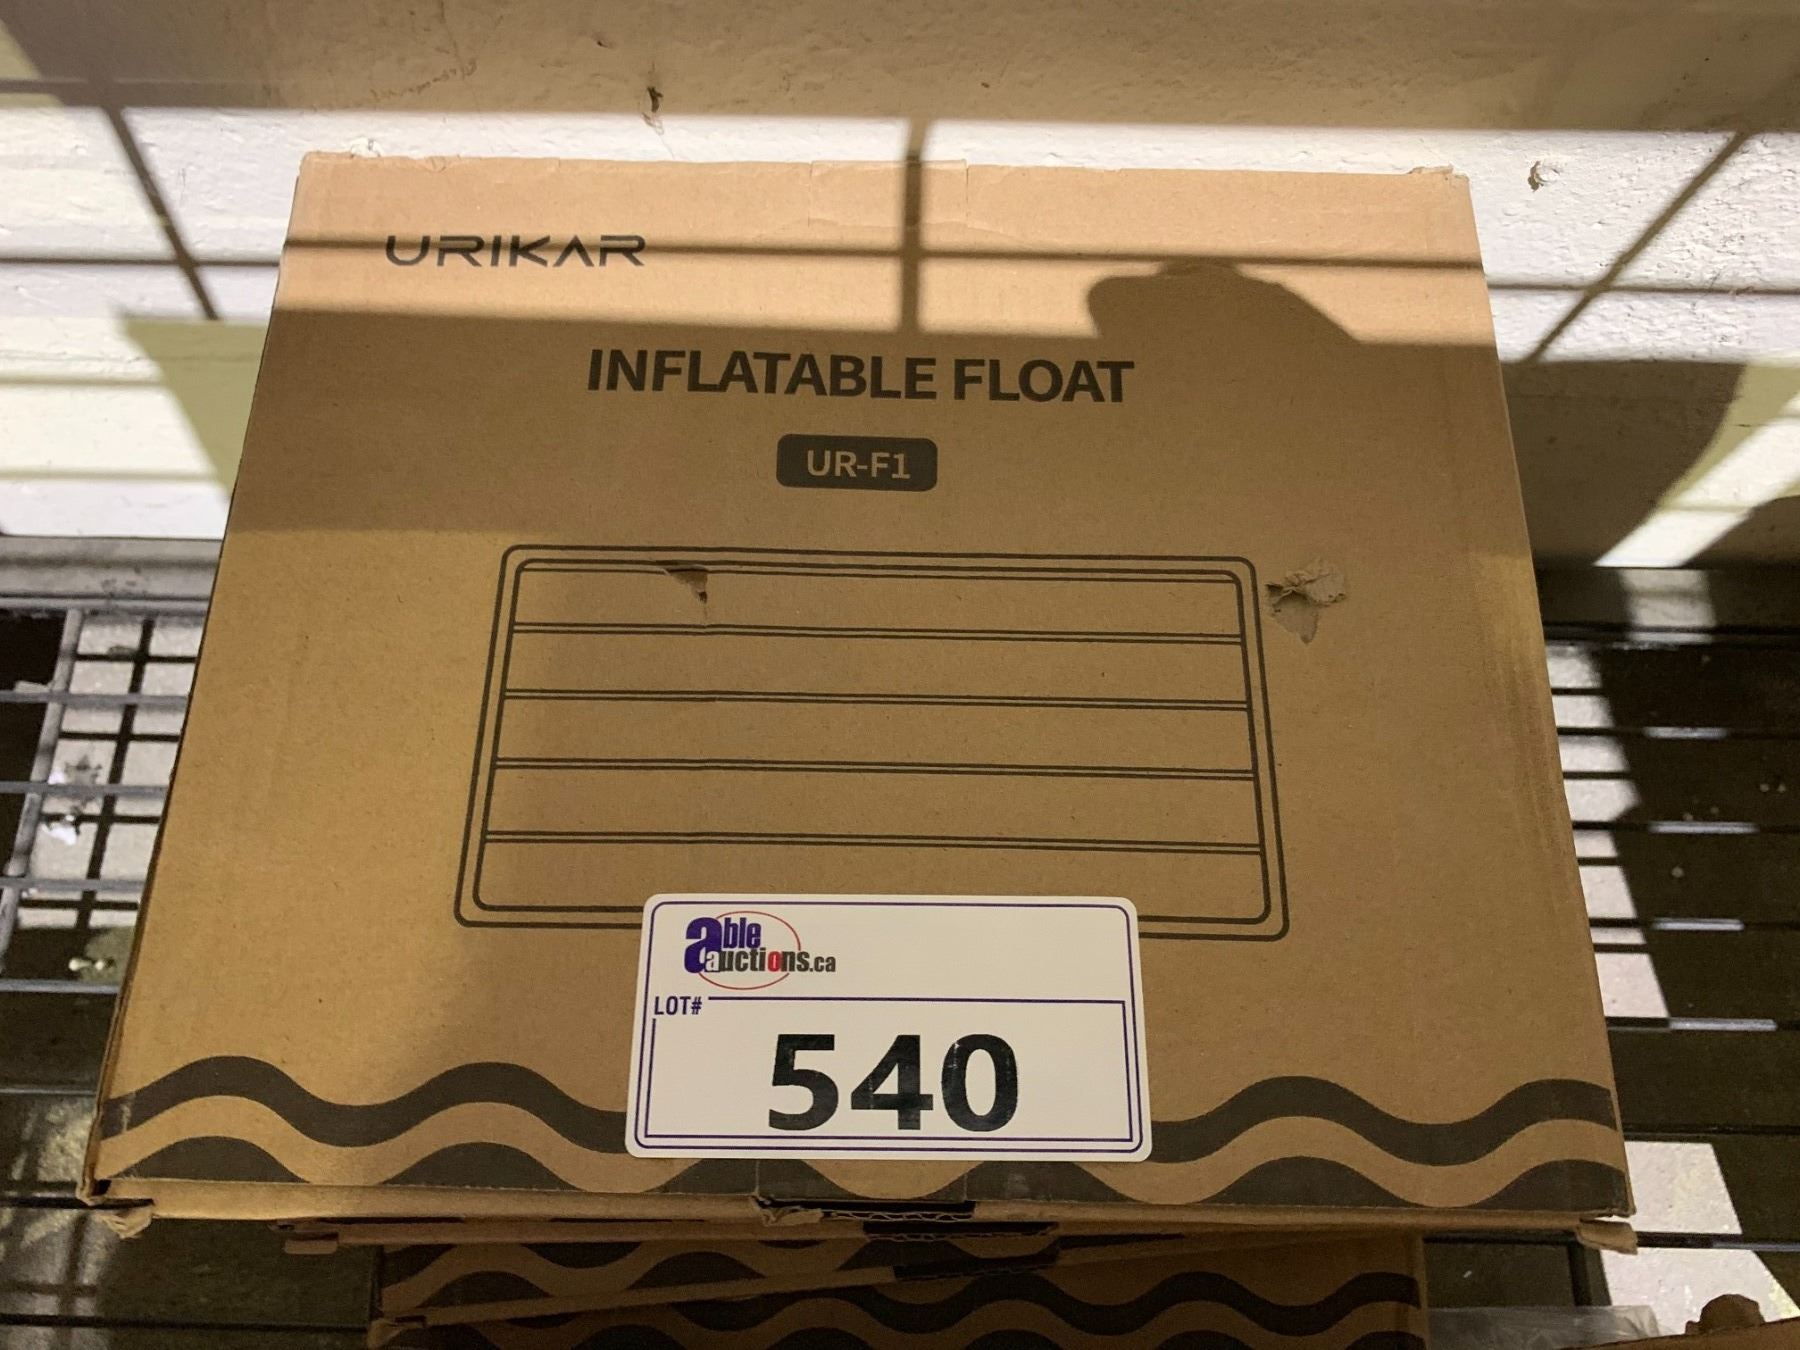 URIKAR
INFLATABLE FLOAT
UR-F1
able
auctions.ca
LOT#
540